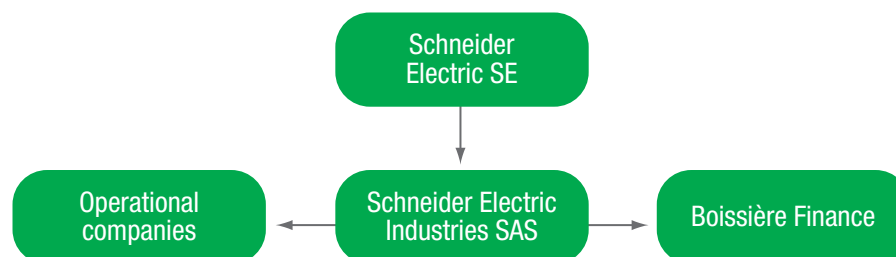 Schneider
Electric SE
Operational
companies
Schneider Electric
Industries SAS
Boissière Finance